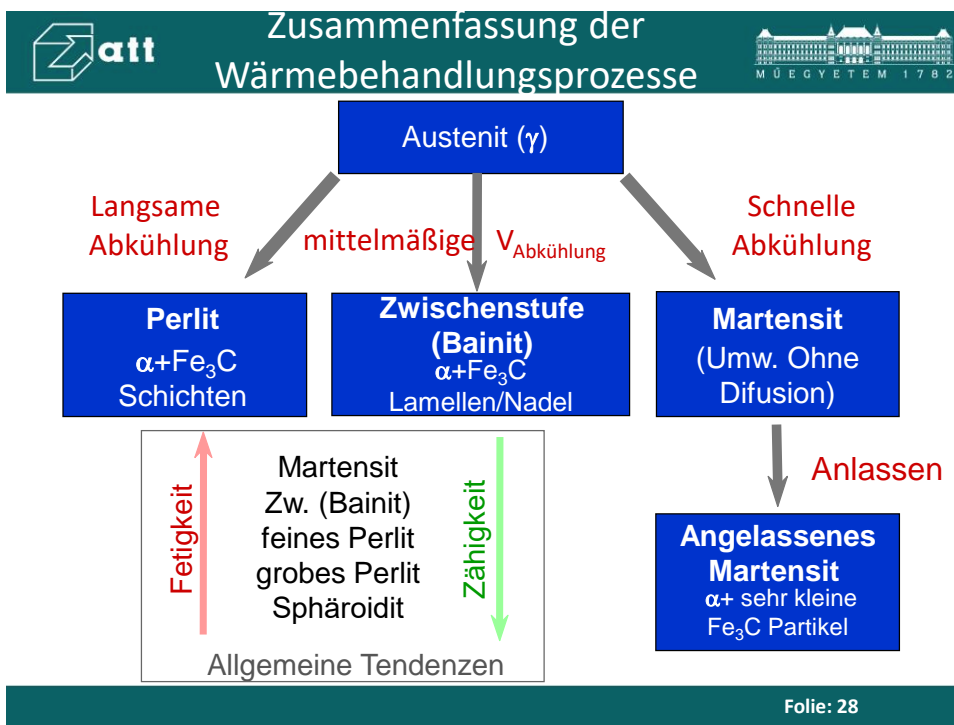 att
Zusammenfassung der
Wärmebehandlungsprozesse
MŰEGYETEM 1782
Austenit (γ)
Langsame
Abkühlung
mittelmäßige V_Abkühlung
Schnelle
Abkühlung
Perlit
α+Fe₃C
Schichten
Zwischenstufe
(Bainit)
α+Fe₃C
Lamellen/Nadel
Martensit
(Umw. Ohne
Difusion)
Fetigkeit
Martensit
Zw. (Bainit)
feines Perlit
grobes Perlit
Sphäroidit
Zähigkeit
Allgemeine Tendenzen
Anlassen
Angelassenes
Martensit
α+ sehr kleine
Fe₃C Partikel
Folie: 28